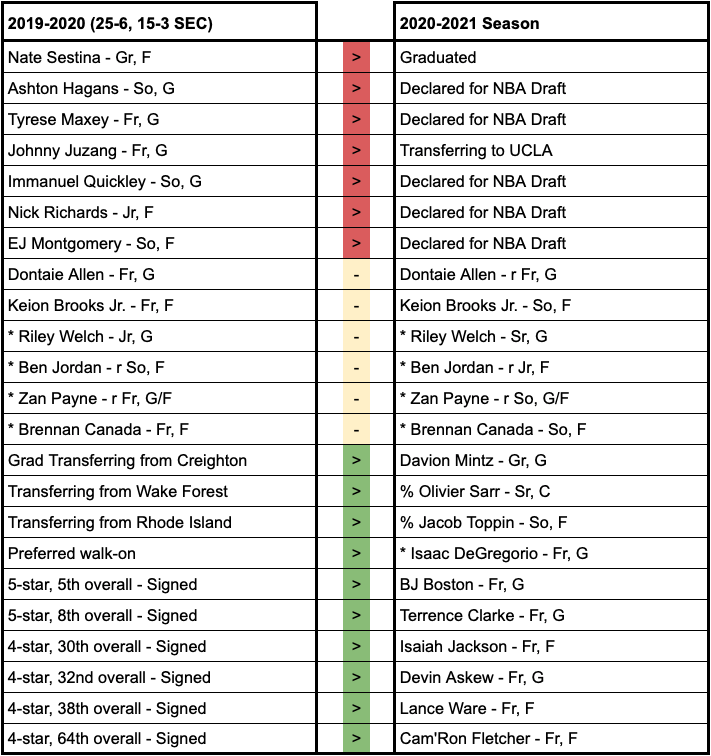 2019-2020 (25-6, 15-3 SEC) 2020-2021 Season
Nate Sestina - Gr, F > Graduated
Ashton Hagans - So, G > Declared for NBA Draft
Tyrese Maxey - Fr, G > Declared for NBA Draft
Johnny Juzang - Fr, G > Transferring to UCLA
Immanuel Quickley - So, G > Declared for NBA Draft
Nick Richards - Jr, F > Declared for NBA Draft
EJ Montgomery - So, F > Declared for NBA Draft
Dontaie Allen - Fr, G - Dontaie Allen - r Fr, G
Keion Brooks Jr. - Fr, F - Keion Brooks Jr. - So, F
* Riley Welch - Jr, G - * Riley Welch - Sr, G
* Ben Jordan - r So, F - * Ben Jordan - r Jr, F
* Zan Payne - r Fr, G/F - * Zan Payne - r So, G/F
* Brennan Canada - Fr, F - * Brennan Canada - So, F
Grad Transferring from Creighton > Davion Mintz - Gr, G
Transferring from Wake Forest > % Olivier Sarr - Sr, C
Transferring from Rhode Island > % Jacob Toppin - So, F
Preferred walk-on > * Isaac DeGregorio - Fr, G
5-star, 5th overall - Signed > BJ Boston - Fr, G
5-star, 8th overall - Signed > Terrence Clarke - Fr, G
4-star, 30th overall - Signed > Isaiah Jackson - Fr, F
4-star, 32nd overall - Signed > Devin Askew - Fr, G
4-star, 38th overall - Signed > Lance Ware - Fr, F
4-star, 64th overall - Signed > Cam'Ron Fletcher - Fr, F